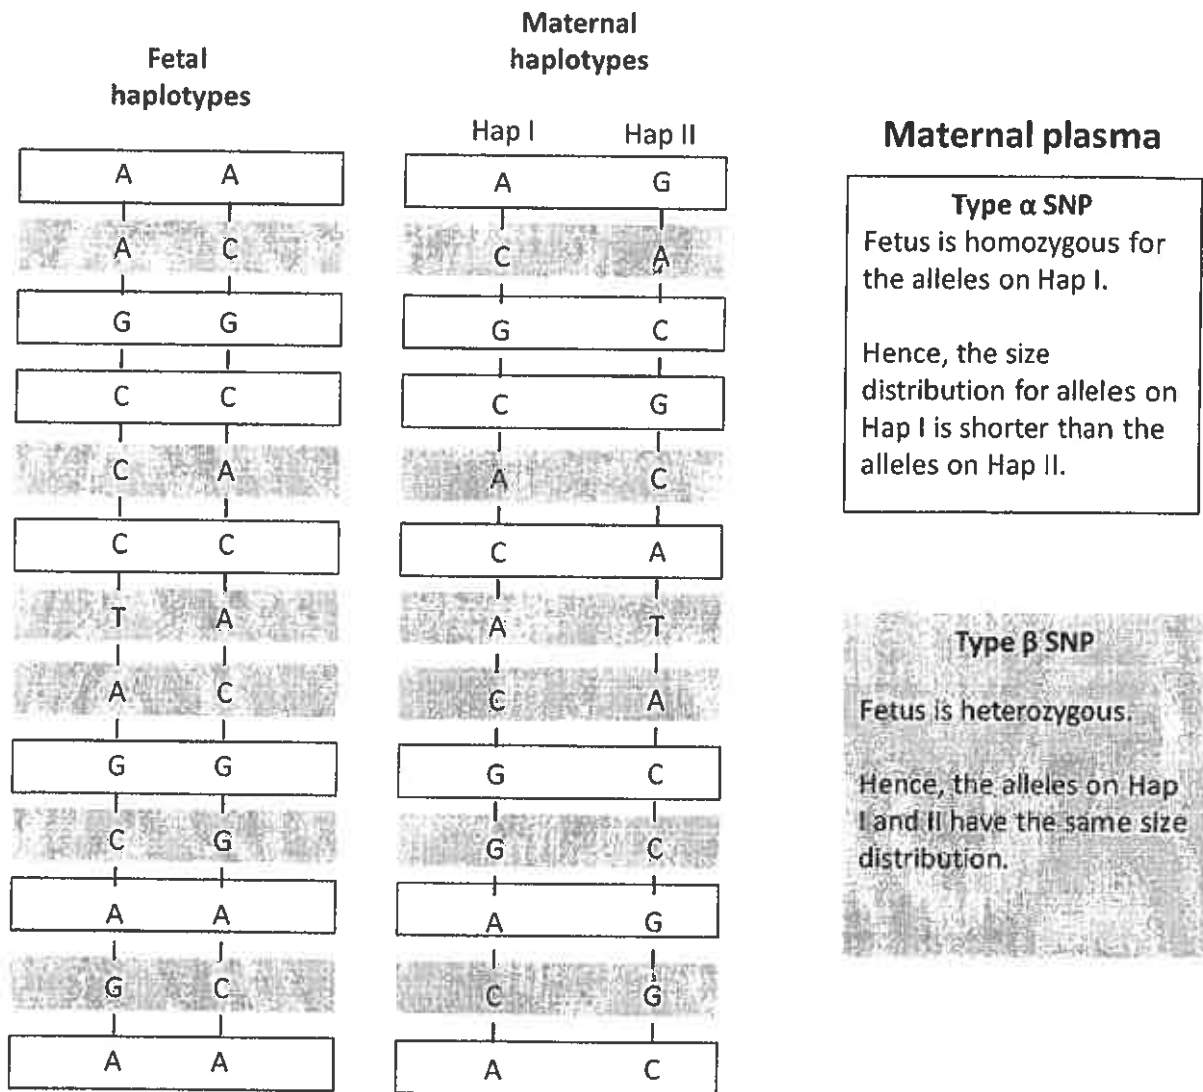 Fetal
haplotypes
Maternal
haplotypes
Hap I Hap II
A A
A C
G G
C C
C A
C C
T A
A C
G G
C G
A A
G C
A A
A G
C A
G C
C G
A C
C A
A T
C A
G C
G C
A G
C G
A C
Maternal plasma
Type α SNP
Fetus is homozygous for
the alleles on Hap I.
Hence, the size
distribution for alleles on
Hap I is shorter than the
alleles on Hap II.
Type β SNP
Fetus is heterozygous.
Hence, the alleles on Hap
I and II have the same size
distribution.